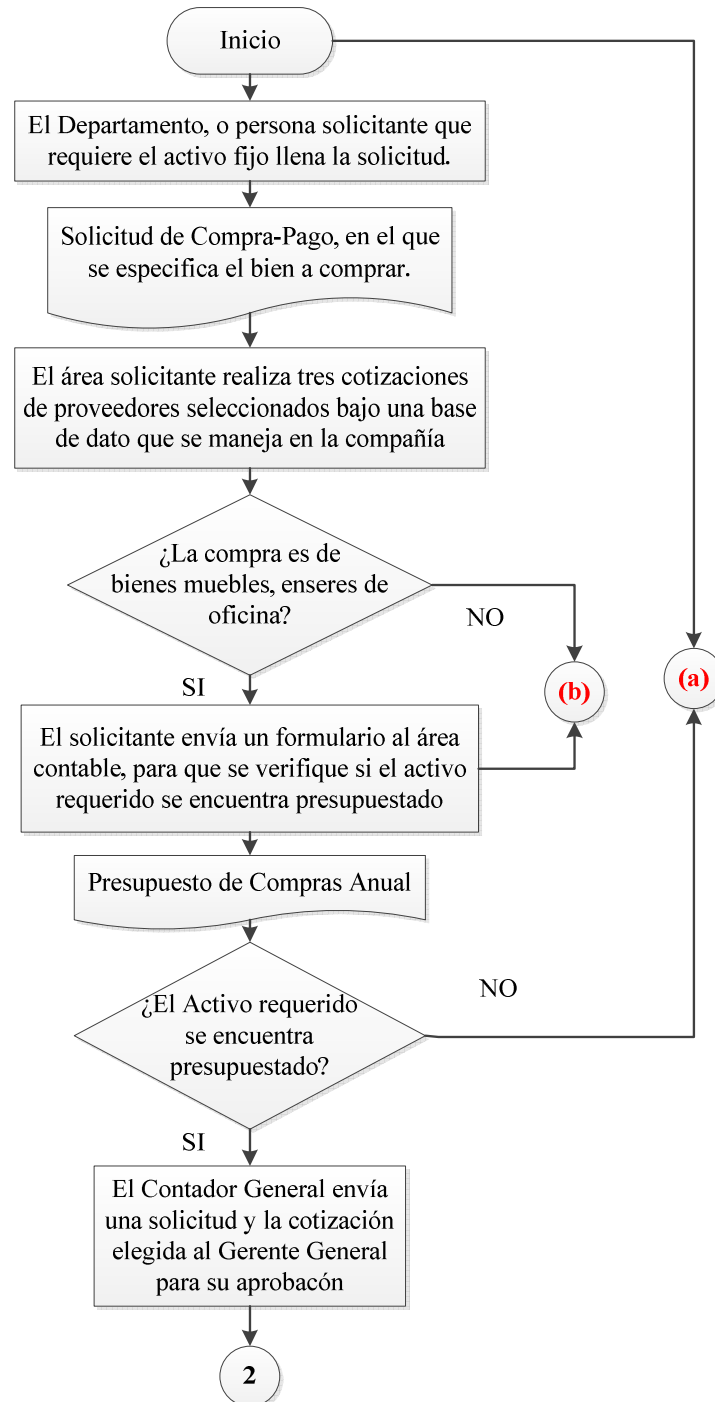 Inicio
El Departamento, o persona solicitante que
requiere el activo fijo llena la solicitud.
Solicitud de Compra-Pago, en el que
se especifica el bien a comprar.
El área solicitante realiza tres cotizaciones
de proveedores seleccionados bajo una base
de dato que se maneja en la compañía
¿La compra es de
bienes muebles, enseres de
oficina?
NO
SI
(b)
(a)
El solicitante envía un formulario al área
contable, para que se verifique si el activo
requerido se encuentra presupuestado
Presupuesto de Compras Anual
¿El Activo requerido
se encuentra
presupuestado?
NO
SI
El Contador General envía
una solicitud y la cotización
elegida al Gerente General
para su aprobacón
2